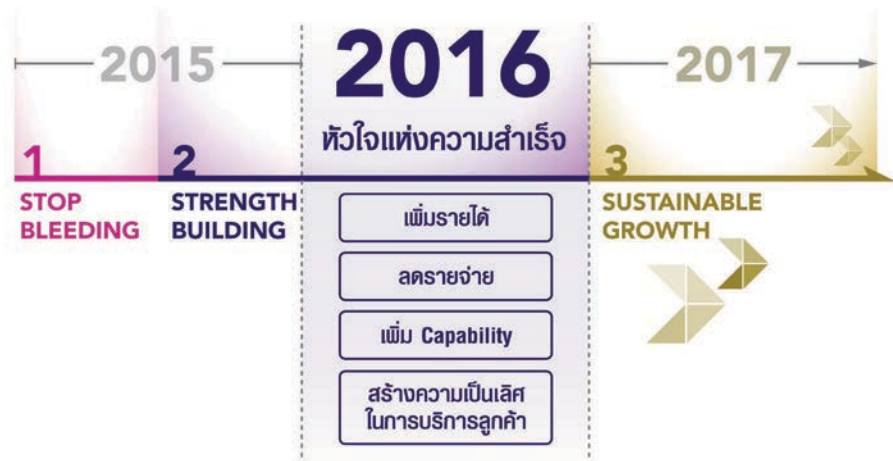 2015
2016
2017
หัวใจแห่งความสำเร็จ
1
2
3
STOP
BLEEDING
STRENGTH
BUILDING
SUSTAINABLE
GROWTH
เพิ่มรายได้
ลดรายจ่าย
เพิ่ม Capability
สร้างความเป็นเลิศ
ในการบริการลูกค้า